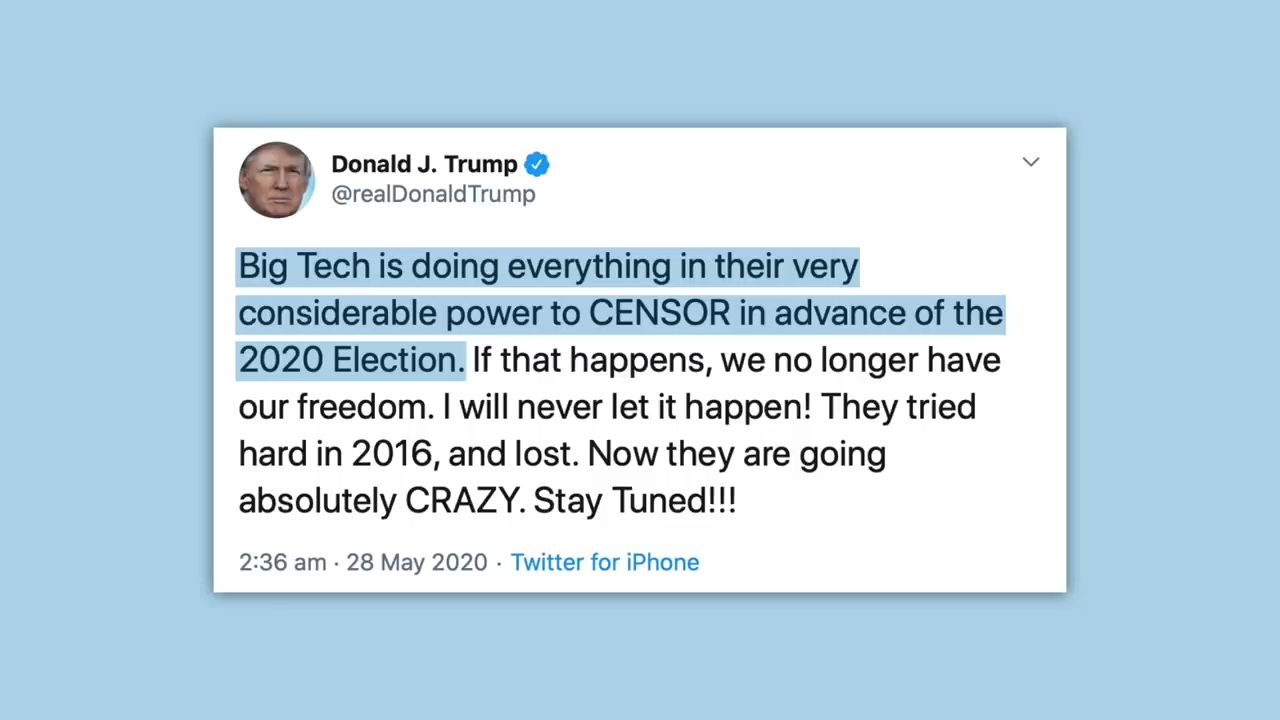 Donald J. Trump
@realDonaldTrump
Big Tech is doing everything in their very
considerable power to CENSOR in advance of the
2020 Election. If that happens, we no longer have
our freedom. I will never let it happen! They tried
hard in 2016, and lost. Now they are going
absolutely CRAZY. Stay Tuned!!!
2:36 am · 28 May 2020 · Twitter for iPhone